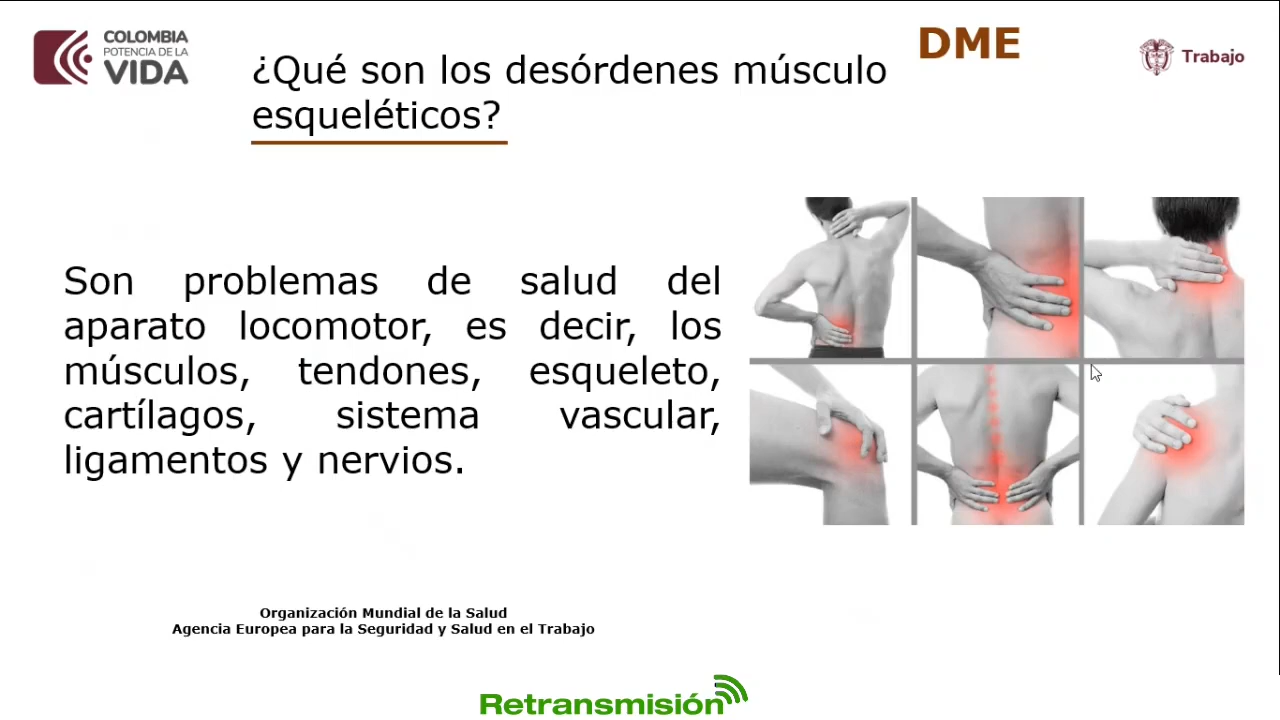 COLOMBIA
POTENCIA DE LA
VIDA
¿Qué son los desórdenes músculo
esqueléticos?
DME
Trabajo
Son problemas de salud del
aparato locomotor, es decir, los
músculos, tendones, esqueleto,
cartílagos, sistema vascular,
ligamentos y nervios.
Organización Mundial de la Salud
Agencia Europea para la Seguridad y Salud en el Trabajo
Retransmisión